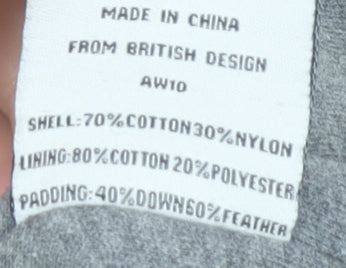 MADE IN CHINA
FROM BRITISH DESIGN
AW10
SHELL:70%COTTON30%NYLON
LINING:80%COTTON 20%POLYESTER
PADDING:40%DOWN60%FEATHER